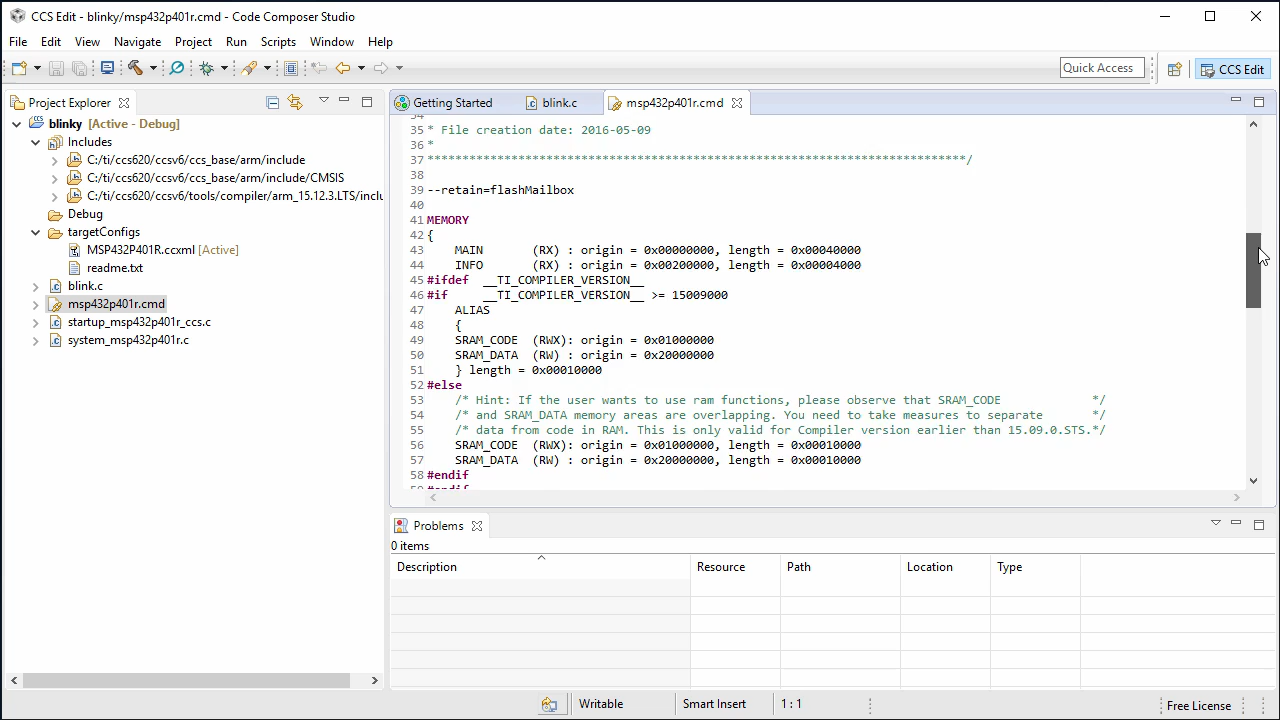 CCS Edit - blinky/msp432p401r.cmd - Code Composer Studio
File Edit View Navigate Project Run Scripts Window Help
Quick Access
CCS Edit
Project Explorer
blinky [Active - Debug]
Includes
C:/ti/ccs620/ccsv6/ccs_base/arm/include
C:/ti/ccs620/ccsv6/ccs_base/arm/include/CMSIS
C:/ti/ccs620/ccsv6/tools/compiler/arm_15.12.3.LTS/inclu
Debug
targetConfigs
MSP432P401R.ccxml [Active]
readme.txt
blink.c
msp432p401r.cmd
startup_msp432p401r_ccs.c
system_msp432p401r.c
Getting Started blink.c msp432p401r.cmd
34
35 * File creation date: 2016-05-09
36 *
37 *****************************************************************************/
38
39 --retain=flashMailbox
40
41 MEMORY
42 {
43     MAIN       (RX) : origin = 0x00000000, length = 0x00040000
44     INFO       (RX) : origin = 0x00200000, length = 0x00004000
45 #ifdef  __TI_COMPILER_VERSION__
46 #if     __TI_COMPILER_VERSION__ >= 15009000
47     ALIAS
48     {
49     SRAM_CODE  (RWX): origin = 0x01000000
50     SRAM_DATA  (RW) : origin = 0x20000000
51     } length = 0x00010000
52 #else
53     /* Hint: If the user wants to use ram functions, please observe that SRAM_CODE             */
54     /* and SRAM_DATA memory areas are overlapping. You need to take measures to separate       */
55     /* data from code in RAM. This is only valid for Compiler version earlier than 15.09.0.STS.*/
56     SRAM_CODE  (RWX): origin = 0x01000000, length = 0x00010000
57     SRAM_DATA  (RW) : origin = 0x20000000, length = 0x00010000
58 #endif
59 #endif
Problems
0 items
Description Resource Path Location Type
Writable Smart Insert 1 : 1 Free License